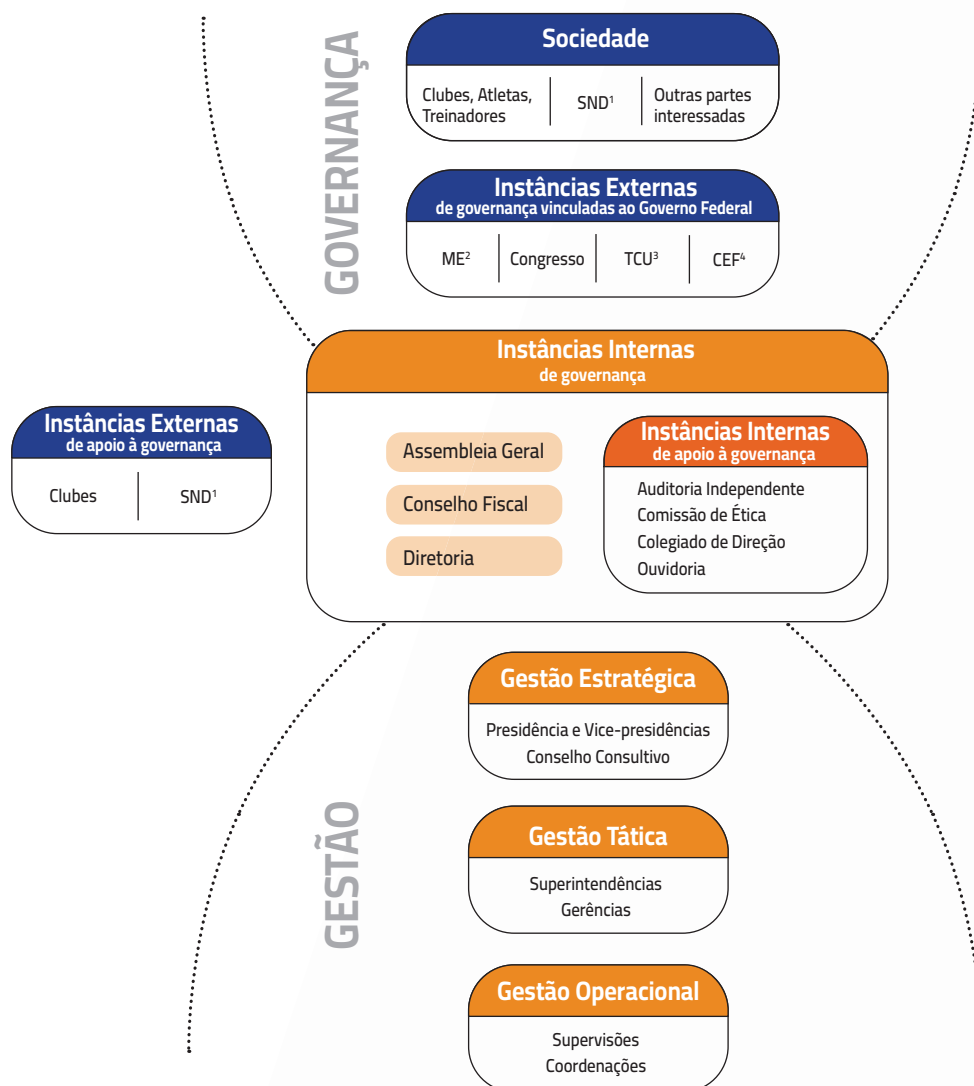 GOVERNANÇA
Sociedade
Clubes, Atletas,
Treinadores
SND¹
Outras partes
interessadas
Instâncias Externas
de governança vinculadas ao Governo Federal
ME²
Congresso
TCU³
CEF⁴
Instâncias Internas
de governança
Instâncias Externas
de apoio à governança
Clubes
SND¹
Assembleia Geral
Conselho Fiscal
Diretoria
Instâncias Internas
de apoio à governança
Auditoria Independente
Comissão de Ética
Colegiado de Direção
Ouvidoria
GESTÃO
Gestão Estratégica
Presidência e Vice-presidências
Conselho Consultivo
Gestão Tática
Superintendências
Gerências
Gestão Operacional
Supervisões
Coordenações